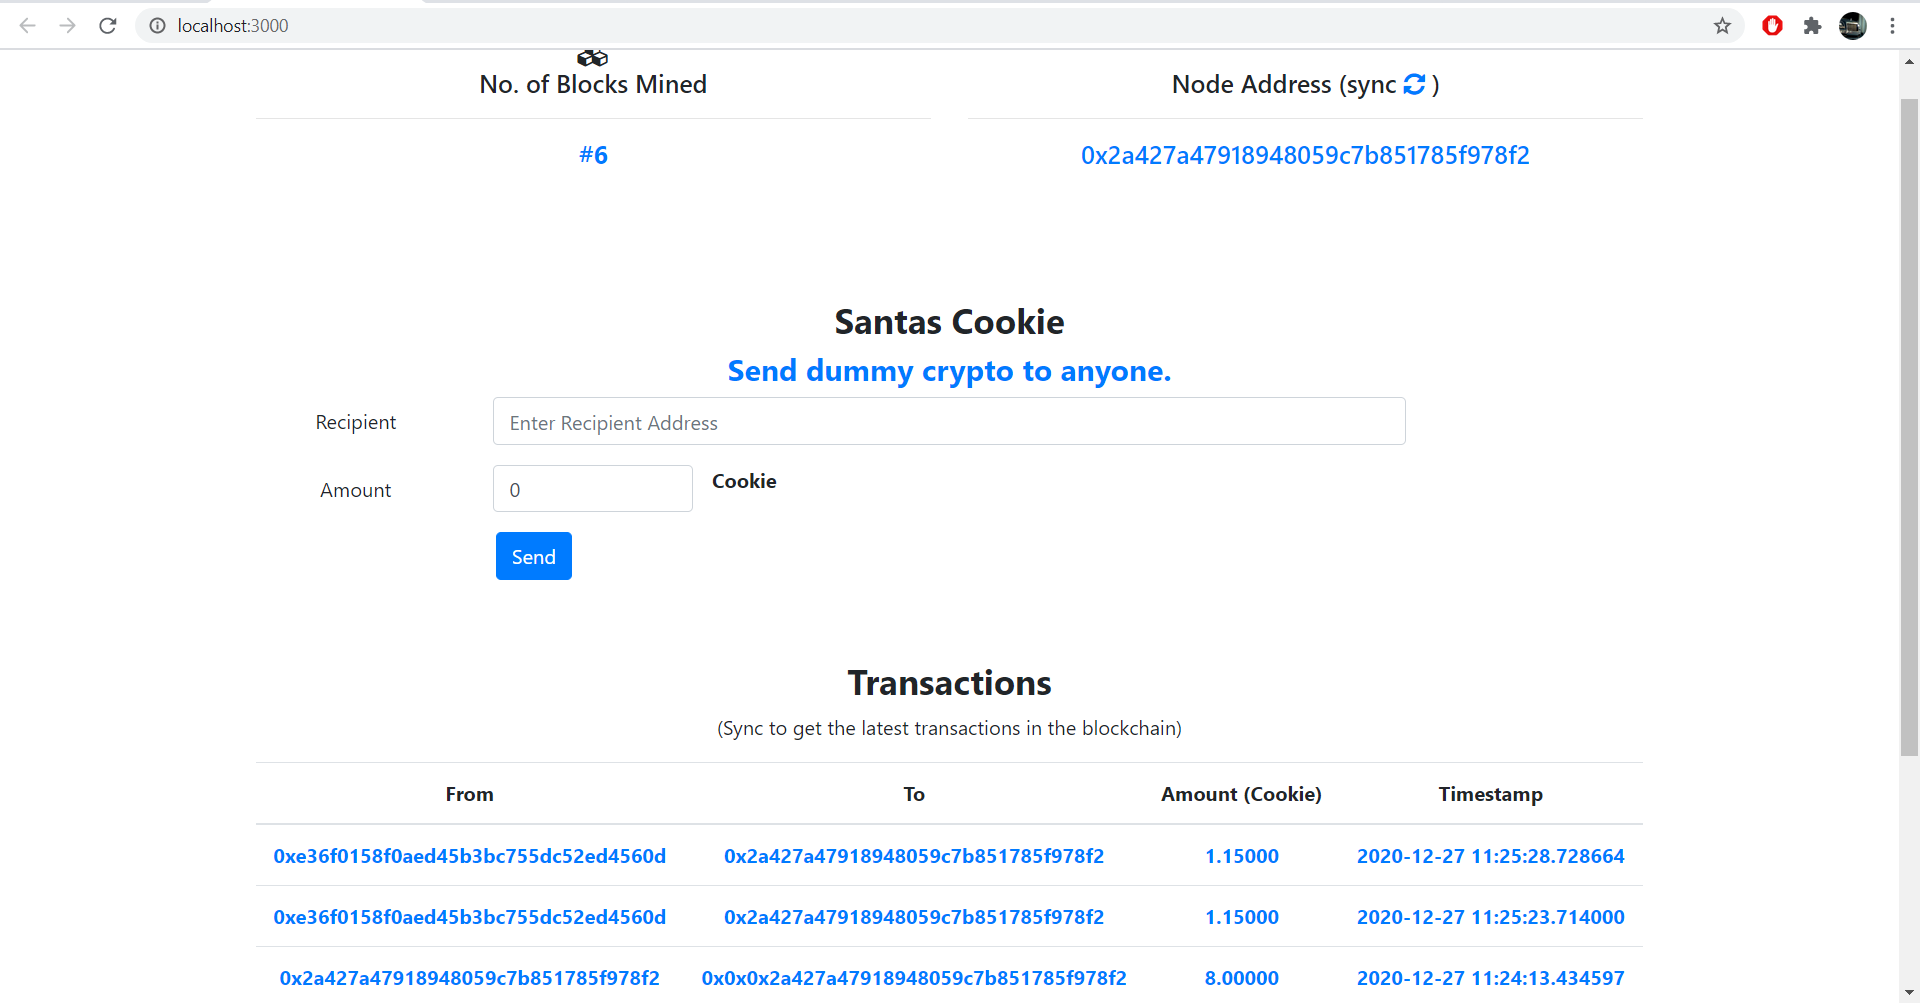 localhost:3000
No. of Blocks Mined
Node Address (sync )
#6
0x2a427a47918948059c7b851785f978f2
Santas Cookie
Send dummy crypto to anyone.
Recipient
Enter Recipient Address
Amount
0
Cookie
Send
Transactions
(Sync to get the latest transactions in the blockchain)
From To Amount (Cookie) Timestamp
0xe36f0158f0aed45b3bc755dc52ed4560d 0x2a427a47918948059c7b851785f978f2 1.15000 2020-12-27 11:25:28.728664
0xe36f0158f0aed45b3bc755dc52ed4560d 0x2a427a47918948059c7b851785f978f2 1.15000 2020-12-27 11:25:23.714000
0x2a427a47918948059c7b851785f978f2 0x0x0x2a427a47918948059c7b851785f978f2 8.00000 2020-12-27 11:24:13.434597